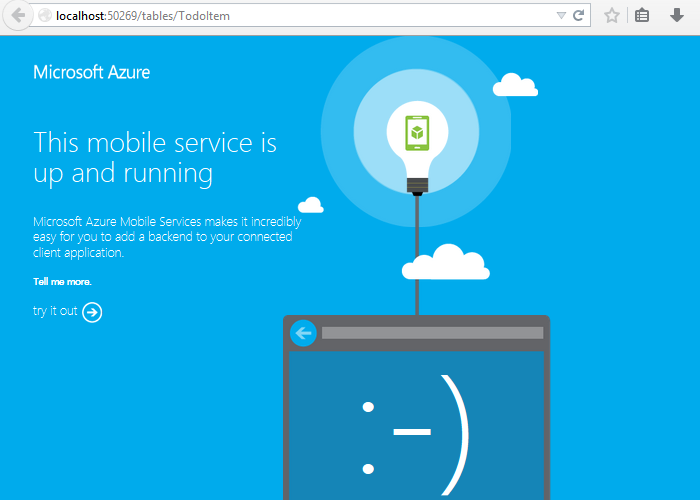 localhost:50269/tables/TodoItem
Microsoft Azure
This mobile service is
up and running
Microsoft Azure Mobile Services makes it incredibly
easy for you to add a backend to your connected
client application.
Tell me more.
try it out
:-)